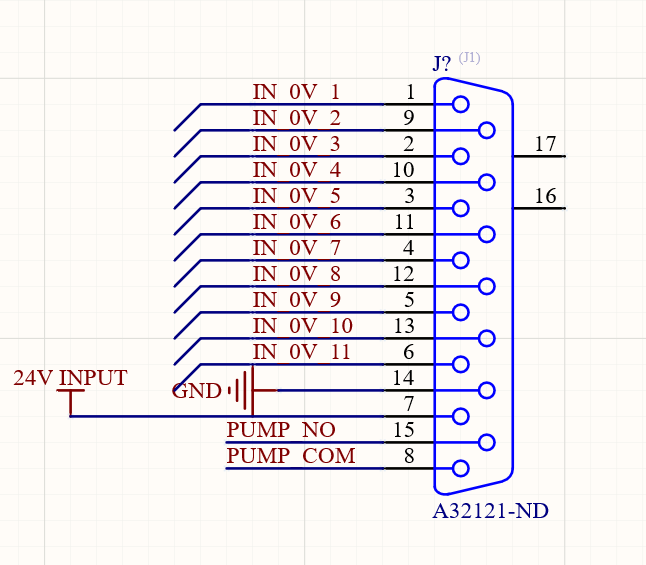 J? (J1)
IN 0V 1 1
IN 0V 2 9
IN 0V 3 2 17
IN 0V 4 10
IN 0V 5 3 16
IN 0V 6 11
IN 0V 7 4
IN 0V 8 12
IN 0V 9 5
IN 0V 10 13
IN 0V 11 6
24V INPUT 14
GND
7
PUMP NO 15
PUMP COM 8
A32121-ND